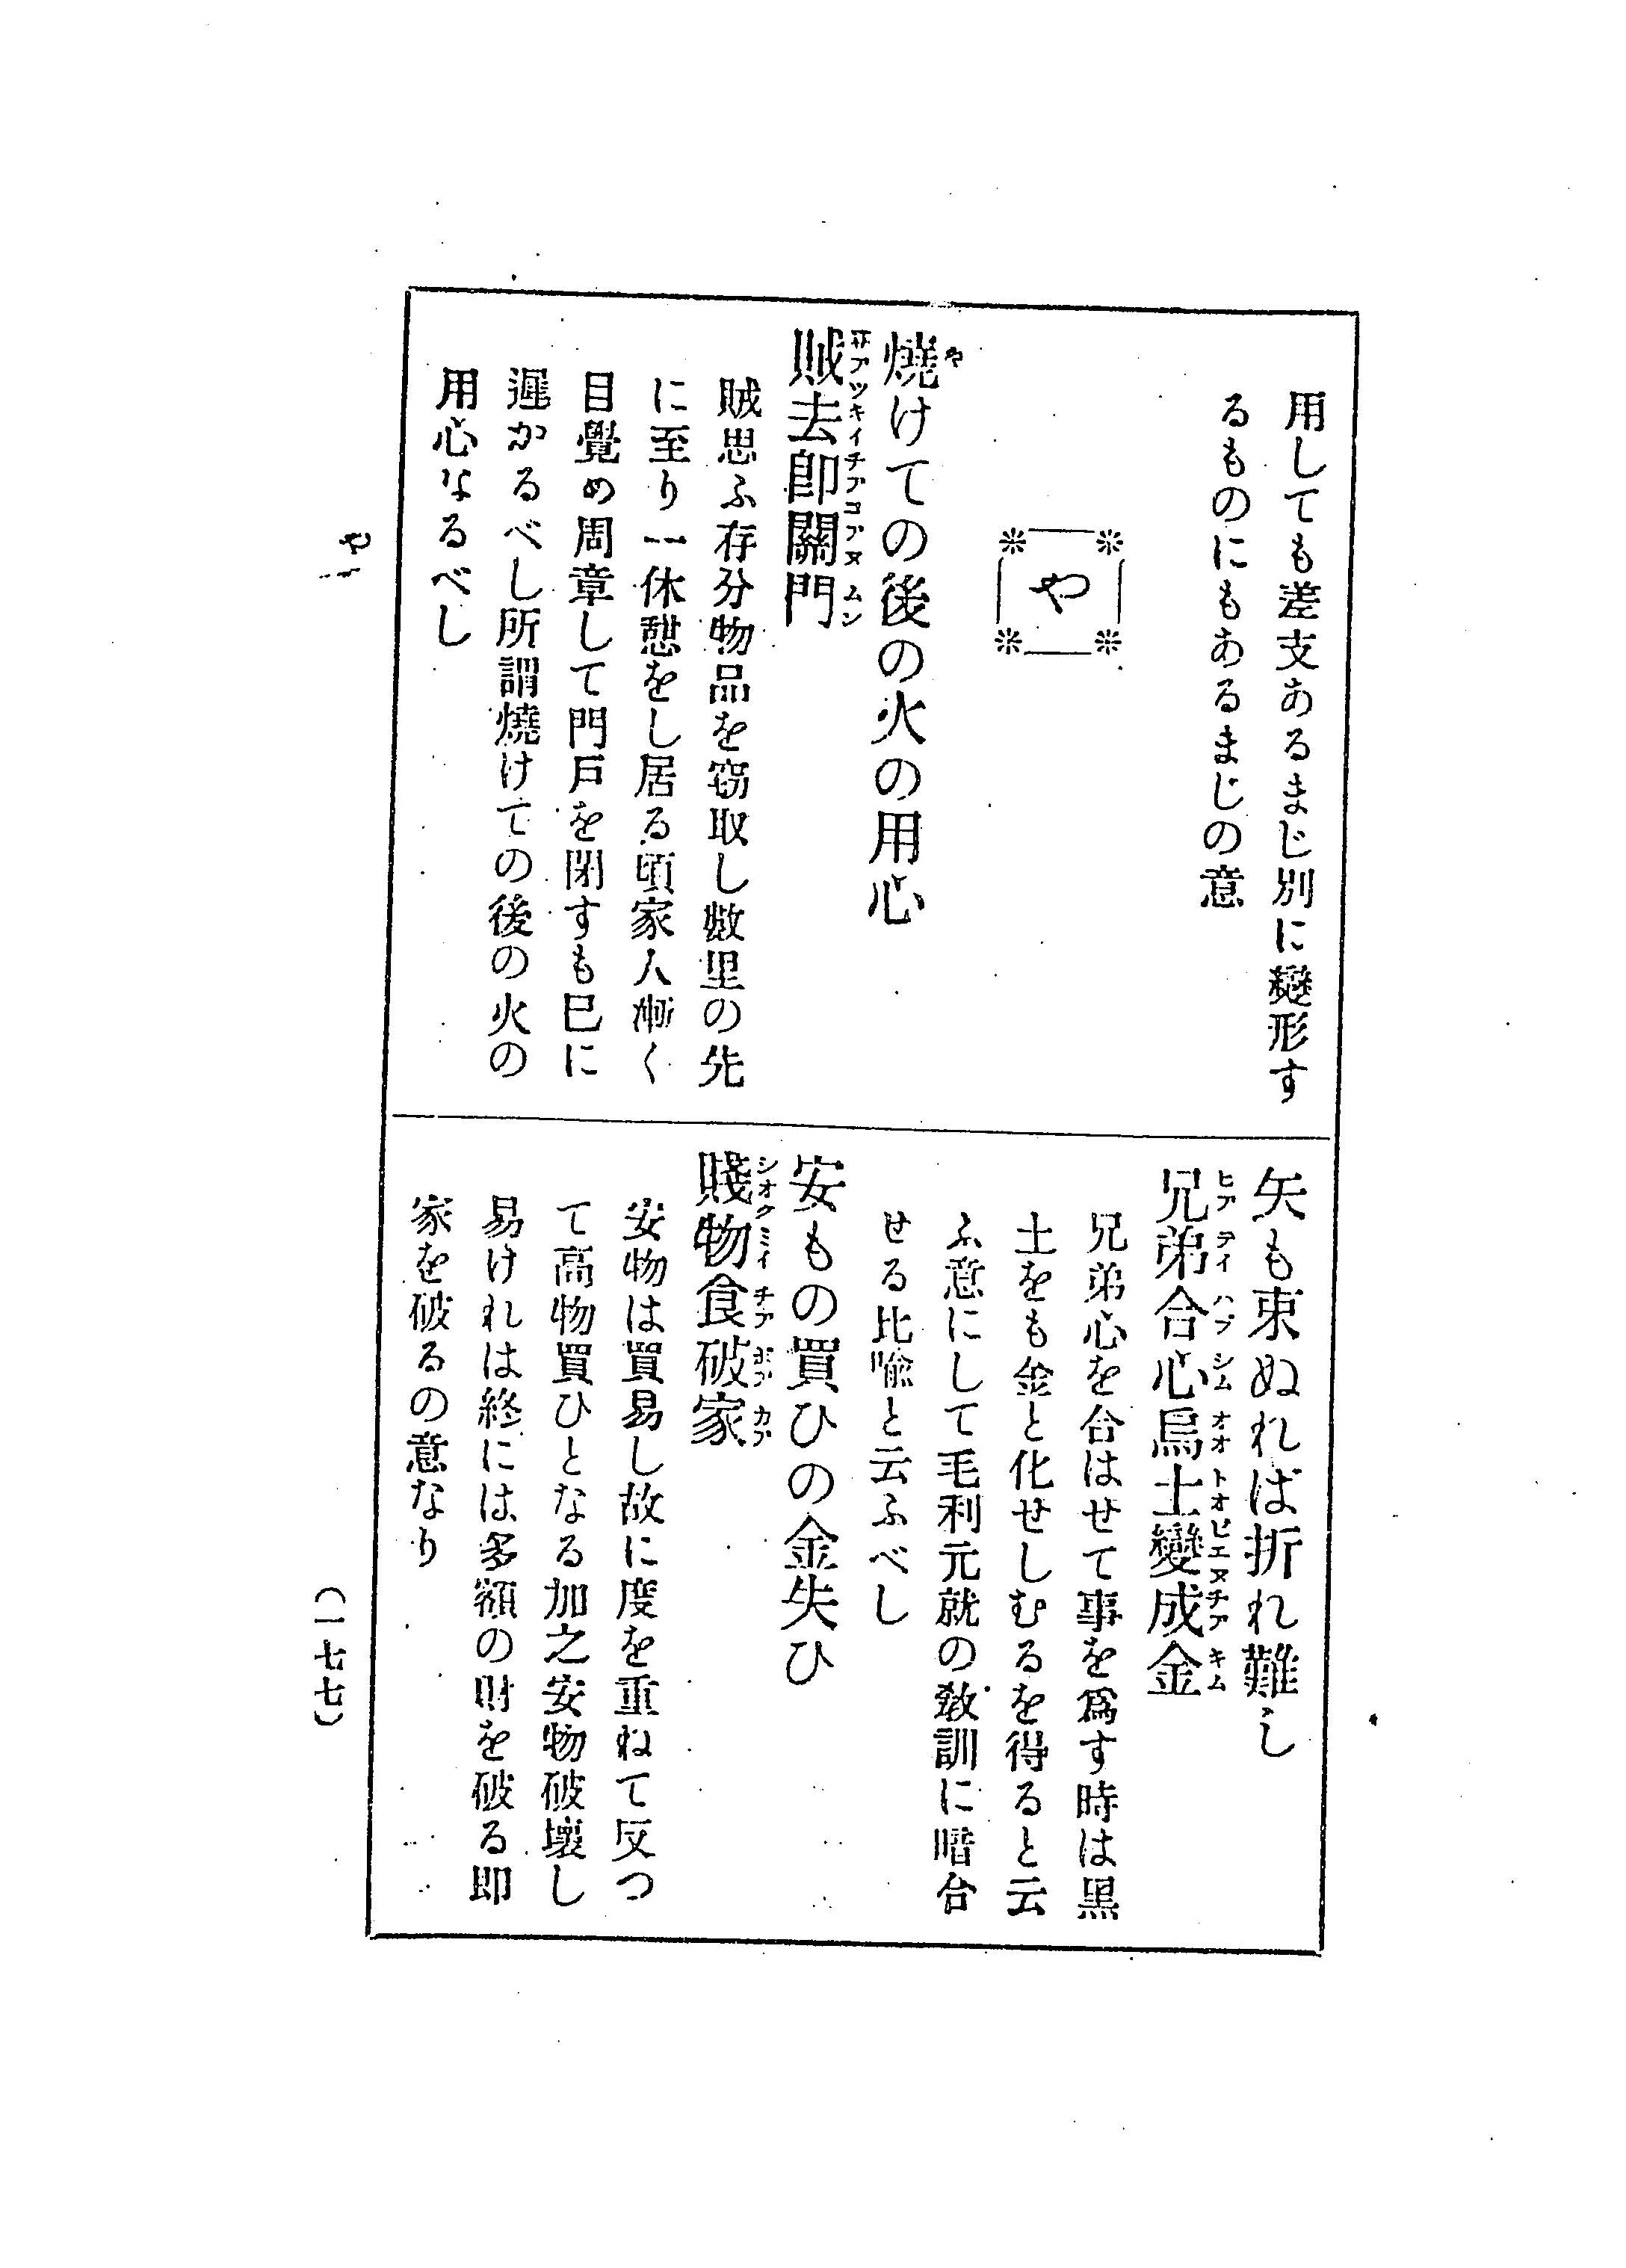 用しても差支あるまじ別に變形す
るものにもあるまじの意
や
燒けての後の火の用心
賊去卽關門
賊思ふ存分物品を窃取し數里の先
に至り一休憩をし居る頃家人漸く
目覺め周章して門戸を閉すも巳に
遲かるべし所謂燒けての後の火の
用心なるべし
矢も束ぬれば折れ難し
兄弟合心烏土變成金
兄弟心を合はせて事を爲す時は黑
土をも金と化せしむるを得ると云
ふ意にして毛利元就の敎訓に暗合
せる比喩と云ふべし
安もの買ひの金失ひ
賤物食破家
安物は買易し故に度を重ねて反つ
て高物買ひとなる加之安物破壞し
易けれは終には多額の財を破る卽
家を破るの意なり
や
(一七七)